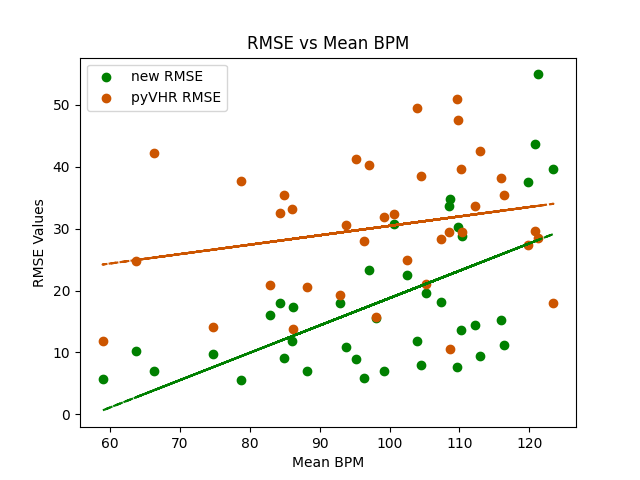 RMSE vs Mean BPM
new RMSE
pyVHR RMSE
RMSE Values
50
40
30
20
10
0
60 70 80 90 100 110 120
Mean BPM